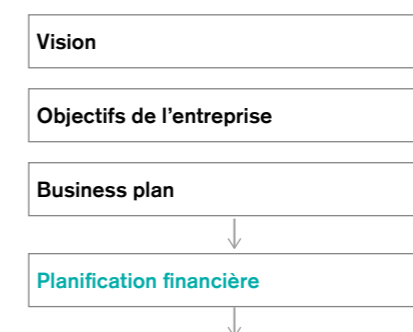 Vision
Objectifs de l’entreprise
Business plan
Planification financière